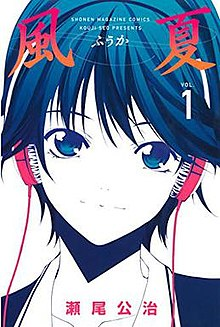 SHONEN MAGAZINE COMICS
KOUJI SEO PRESENTS
風夏
ふうか
VOL.
1
瀬尾公治